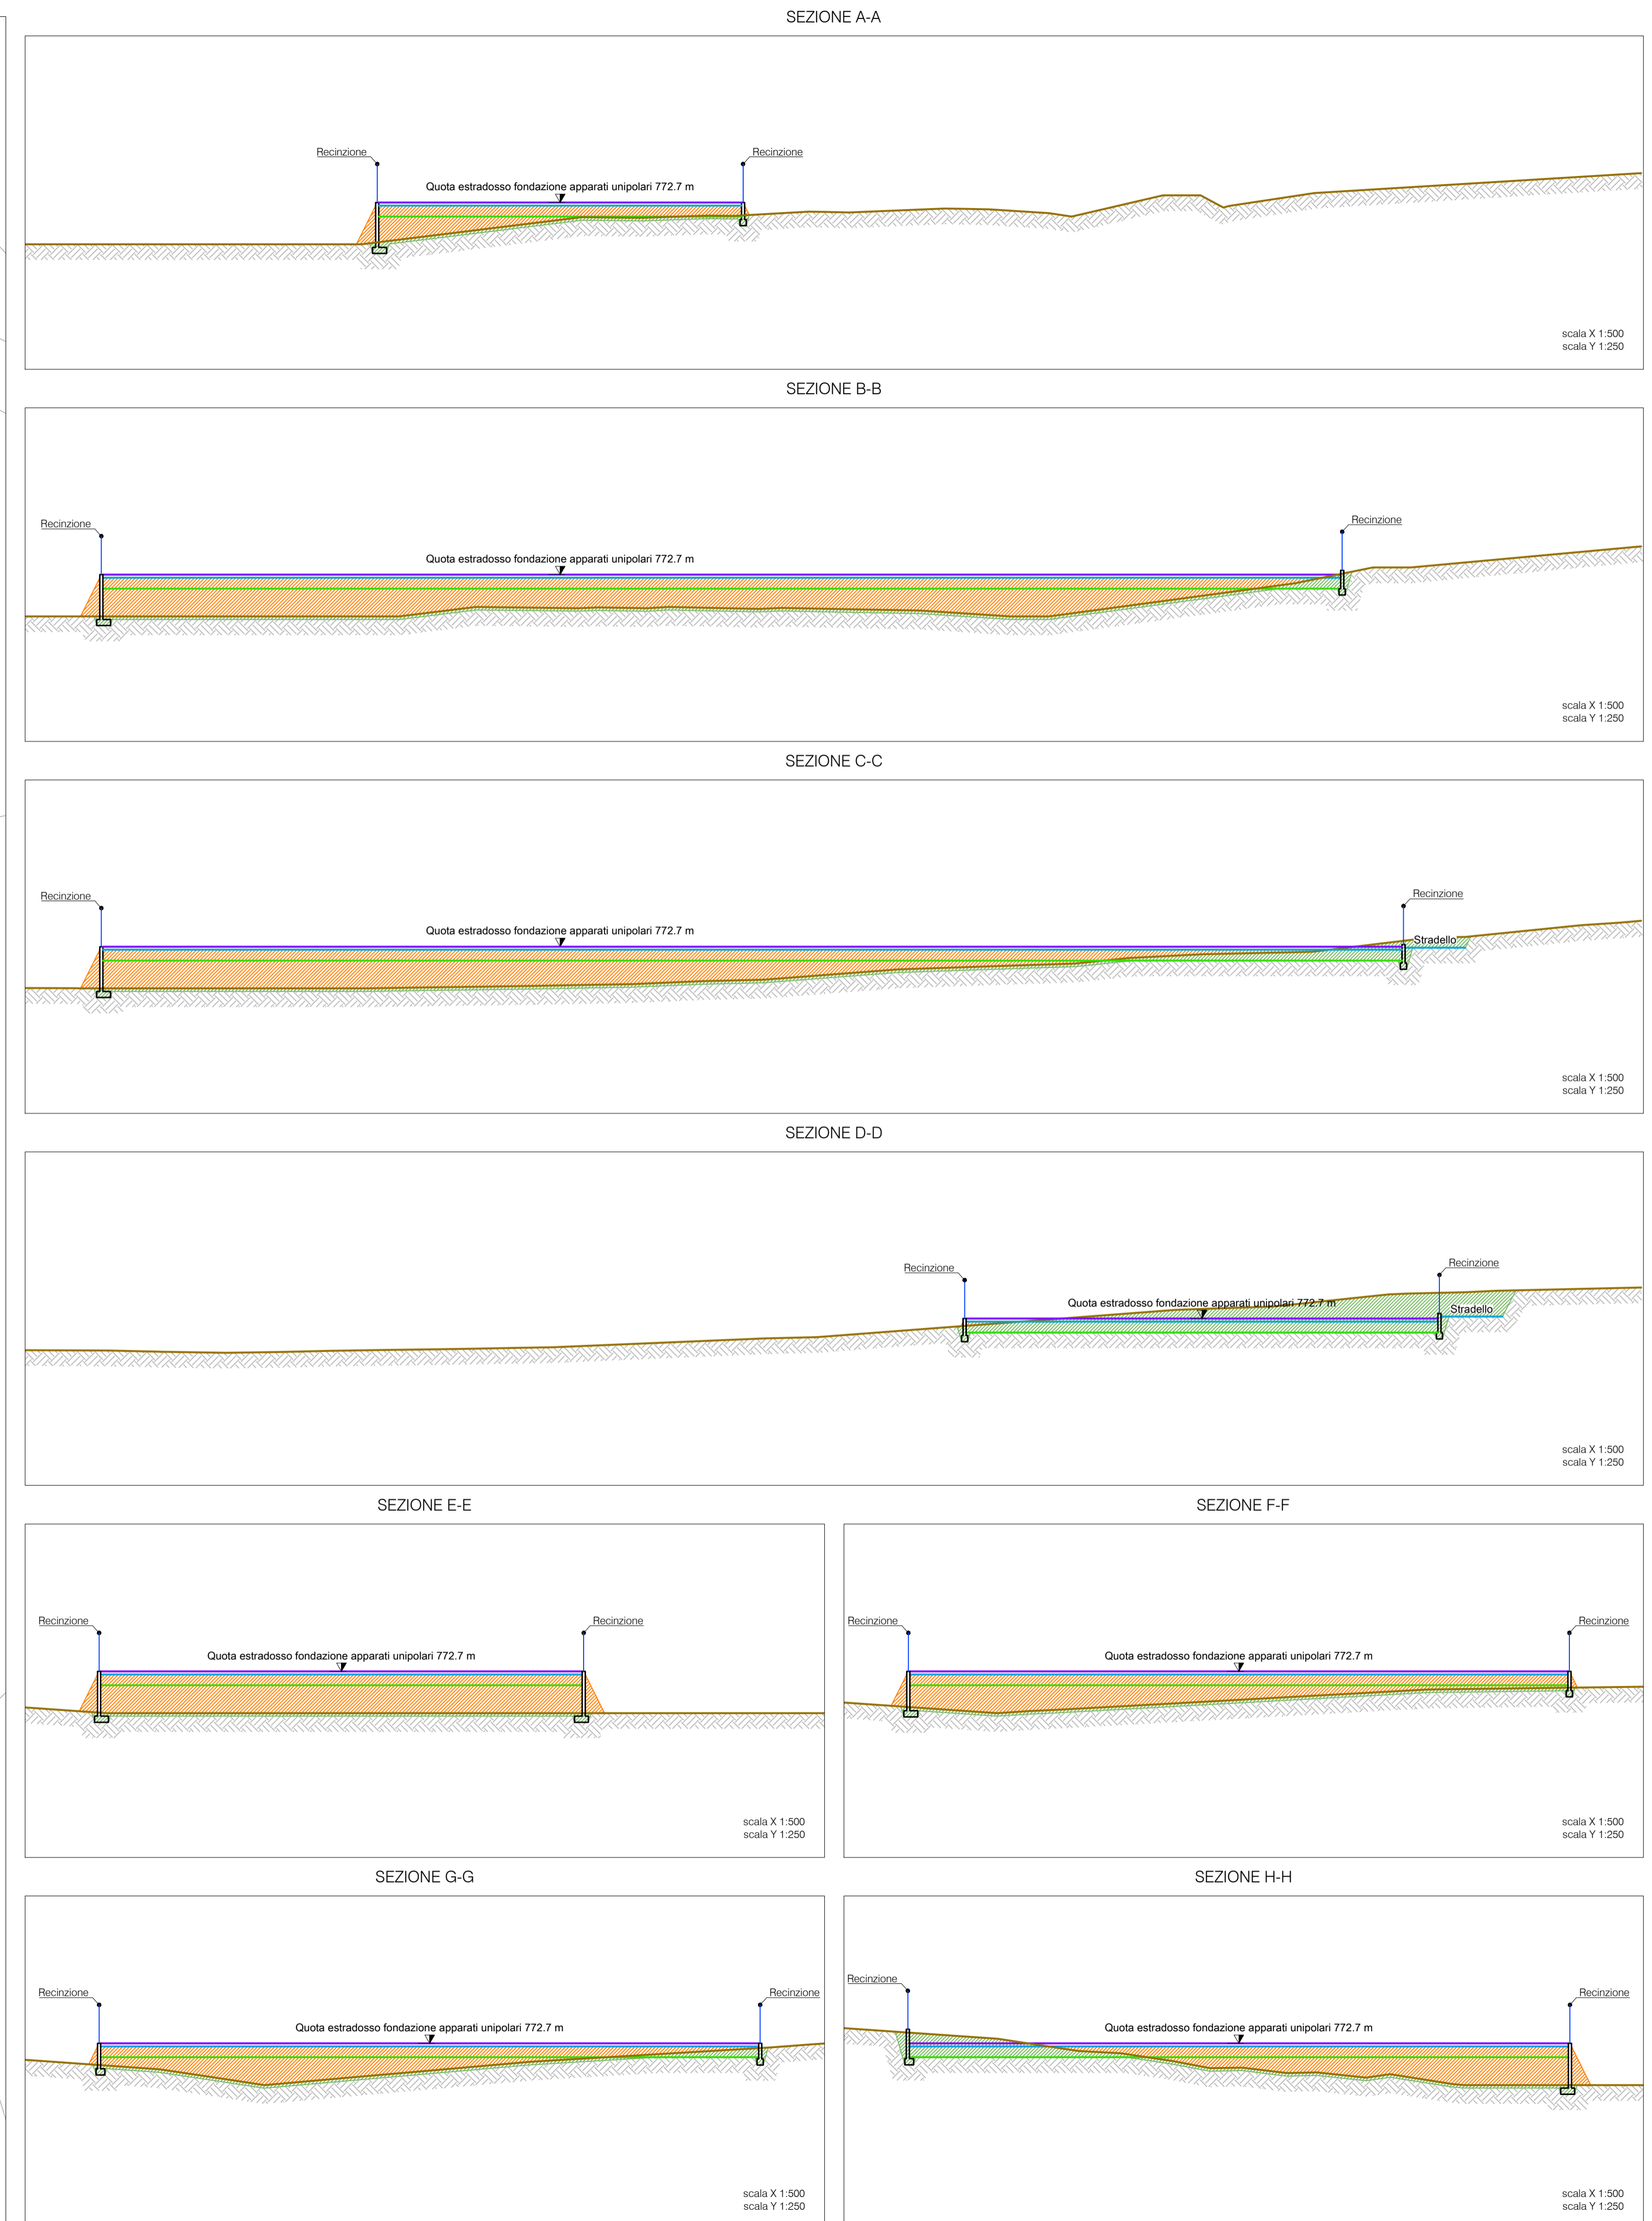 SEZIONE A-A
Recinzione
Recinzione
Quota estradosso fondazione apparati unipolari 772.7 m
scala X 1:500
scala Y 1:250
SEZIONE B-B
Recinzione
Recinzione
Quota estradosso fondazione apparati unipolari 772.7 m
scala X 1:500
scala Y 1:250
SEZIONE C-C
Recinzione
Recinzione
Quota estradosso fondazione apparati unipolari 772.7 m
Stradello
scala X 1:500
scala Y 1:250
SEZIONE D-D
Recinzione
Recinzione
Quota estradosso fondazione apparati unipolari 772.7 m
Stradello
scala X 1:500
scala Y 1:250
SEZIONE E-E
Recinzione
Recinzione
Quota estradosso fondazione apparati unipolari 772.7 m
scala X 1:500
scala Y 1:250
SEZIONE F-F
Recinzione
Recinzione
Quota estradosso fondazione apparati unipolari 772.7 m
scala X 1:500
scala Y 1:250
SEZIONE G-G
Recinzione
Recinzione
Quota estradosso fondazione apparati unipolari 772.7 m
scala X 1:500
scala Y 1:250
SEZIONE H-H
Recinzione
Recinzione
Quota estradosso fondazione apparati unipolari 772.7 m
scala X 1:500
scala Y 1:250